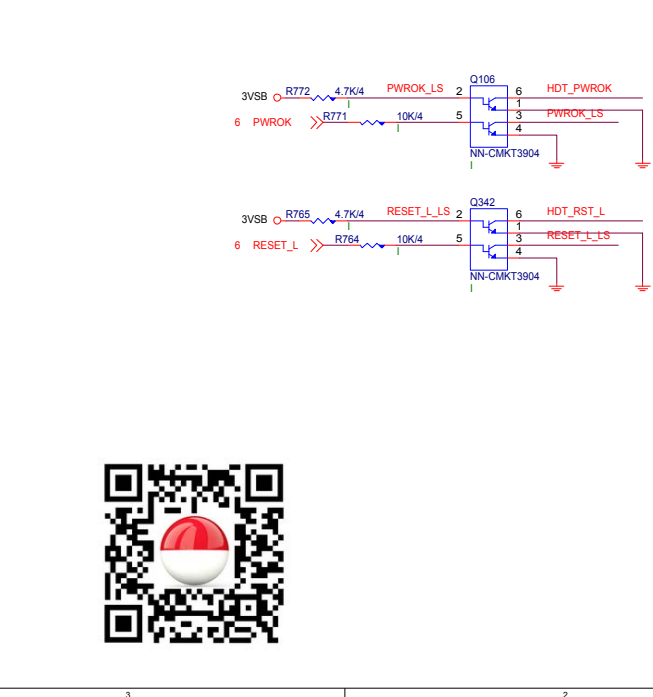 Q106
3VSB R772 4.7K/4 PWROK_LS 2 6 HDT_PWROK
1
6 PWROK R771 10K/4 5 3 PWROK_LS
4
NN-CMKT3904
Q342
3VSB R765 4.7K/4 RESET_L_LS 2 6 HDT_RST_L
1
6 RESET_L R764 10K/4 5 3 RESET_L_LS
4
NN-CMKT3904
3 2